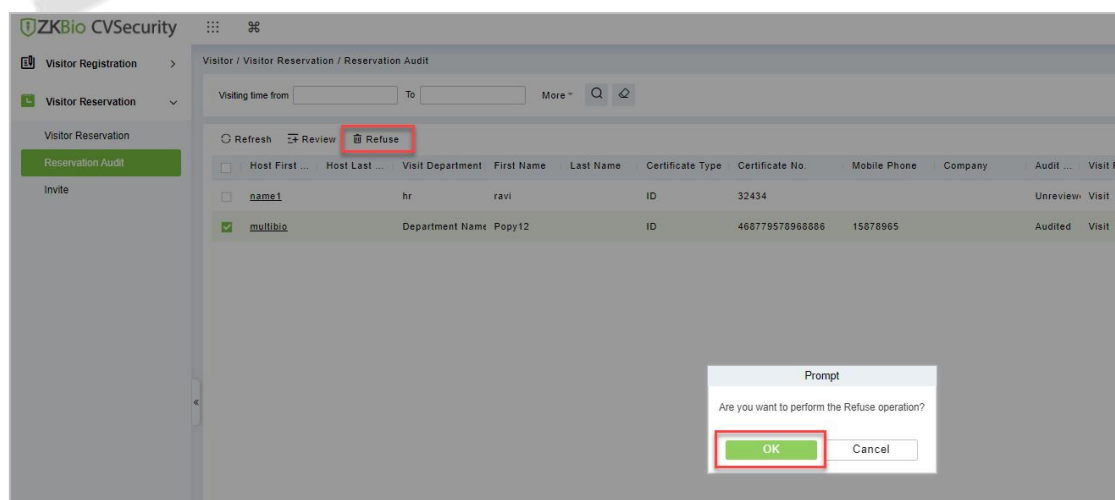 ZKBio CVSecurity
Visitor Registration
Visitor / Visitor Reservation / Reservation Audit
Visitor Reservation
Visiting time from To More
Visitor Reservation
Refresh Review Refuse
Reservation Audit
Host First ... Host Last ... Visit Department First Name Last Name Certificate Type Certificate No. Mobile Phone Company Audit ... Visit
Invite
name1 hr ravi ID 32434 Unreview Visit
multibio Department Name Popy12 ID 468779578968886 15878965 Audited Visit
Prompt
Are you want to perform the Refuse operation?
OK Cancel